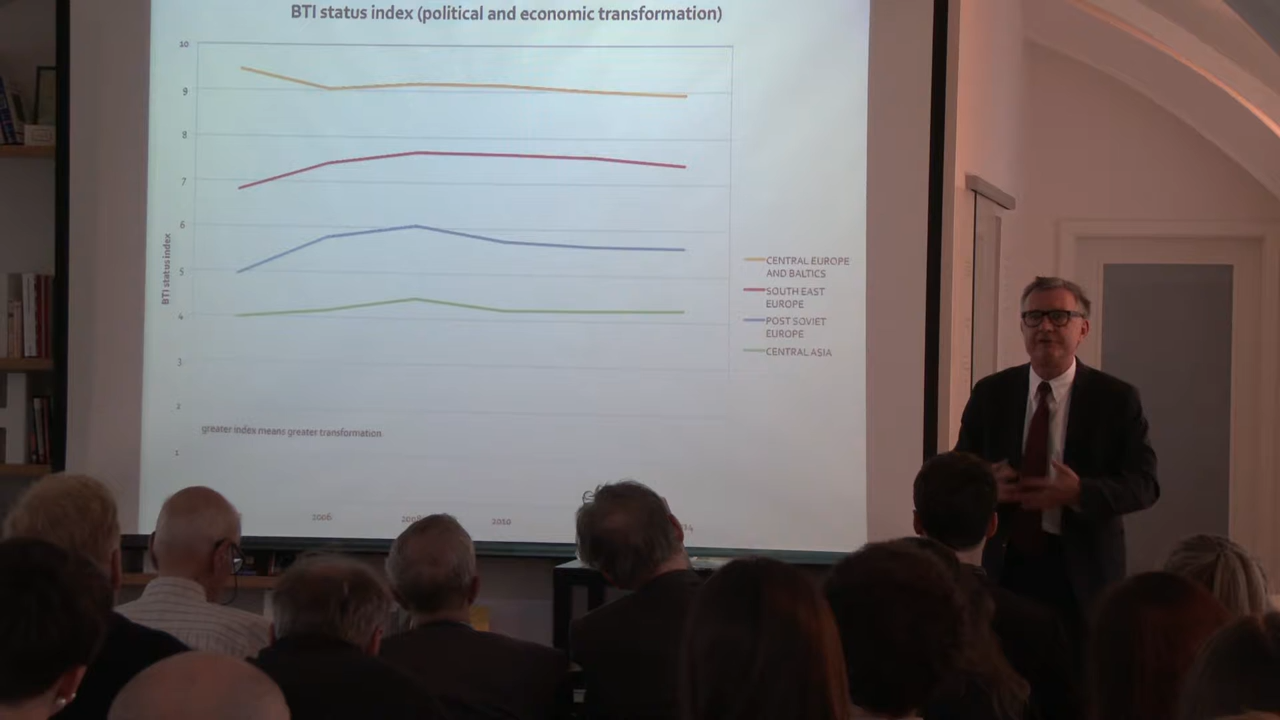 BTI status index (political and economic transformation)
10
9
8
7
6
5
4
3
2
1
BTI status index
CENTRAL EUROPE
AND BALTICS
SOUTH EAST
EUROPE
POST SOVIET
EUROPE
CENTRAL ASIA
greater index means greater transformation
2006
2008
2010
14